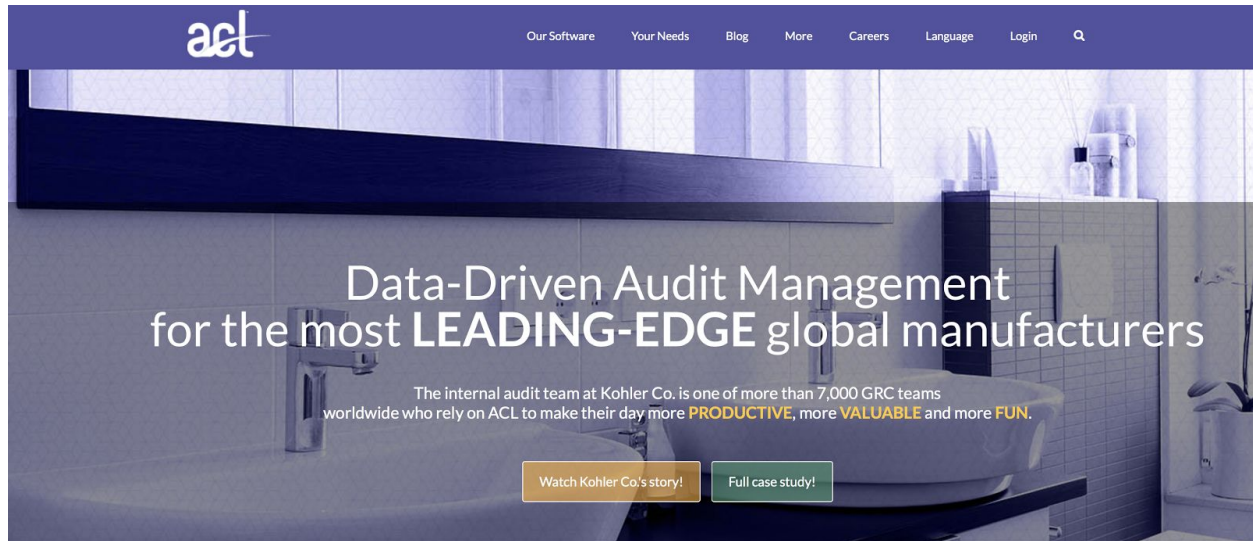 acl
Our Software Your Needs Blog More Careers Language Login
Data-Driven Audit Management
for the most LEADING-EDGE global manufacturers
The internal audit team at Kohler Co. is one of more than 7,000 GRC teams
worldwide who rely on ACL to make their day more PRODUCTIVE, more VALUABLE and more FUN.
Watch Kohler Co.'s story! Full case study!